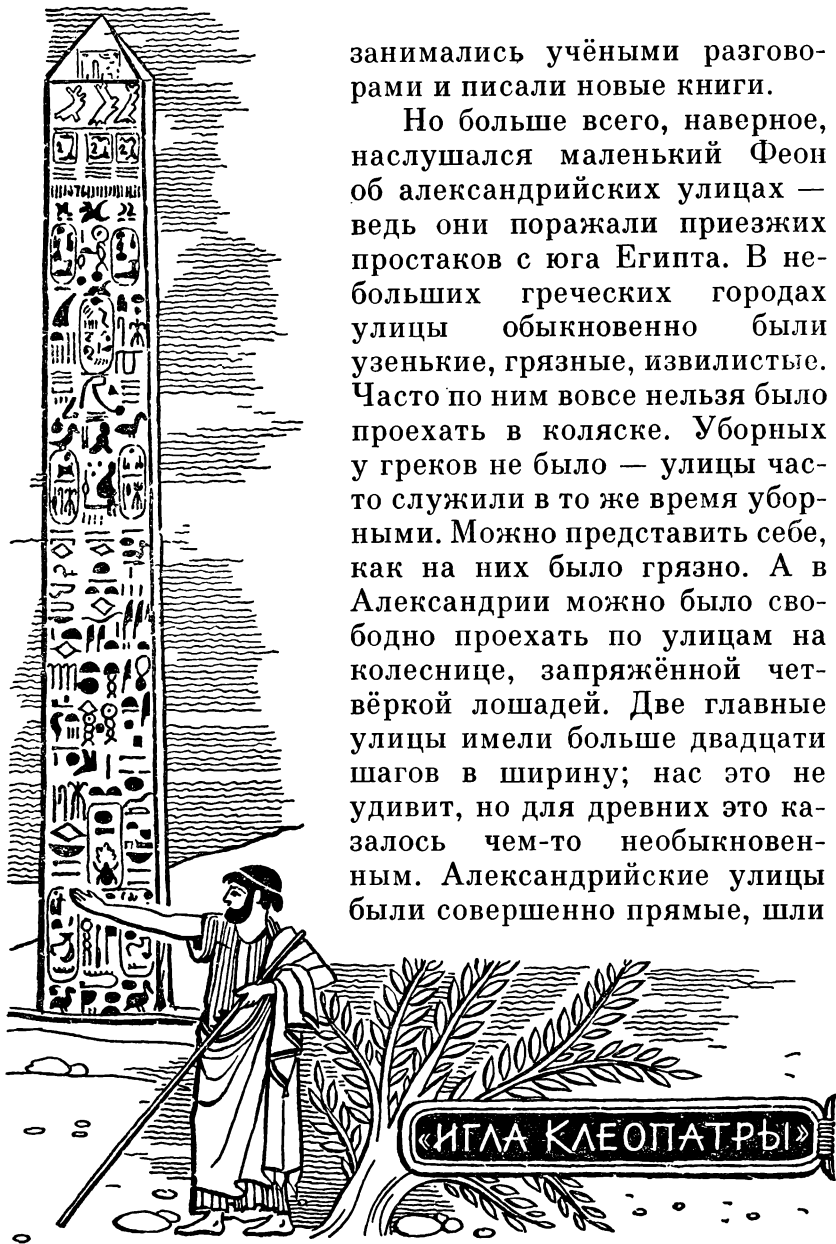 занимались учёными разгово-
рами и писали новые книги.
Но больше всего, наверное,
наслушался маленький Феон
об александрийских улицах —
ведь они поражали приезжих
простаков с юга Египта. В не-
больших греческих городах
улицы обыкновенно были
узенькие, грязные, извилистые.
Часто по ним вовсе нельзя было
проехать в коляске. Уборных
у греков не было — улицы час-
то служили в то же время убор-
ными. Можно представить себе,
как на них было грязно. А в
Александрии можно было сво-
бодно проехать по улицам на
колеснице, запряжённой чет-
вёркой лошадей. Две главные
улицы имели больше двадцати
шагов в ширину; нас это не
удивит, но для древних это ка-
залось чем-то необыкновен-
ным. Александрийские улицы
были совершенно прямые, шли
«ИГЛА КЛЕОПАТРЫ»